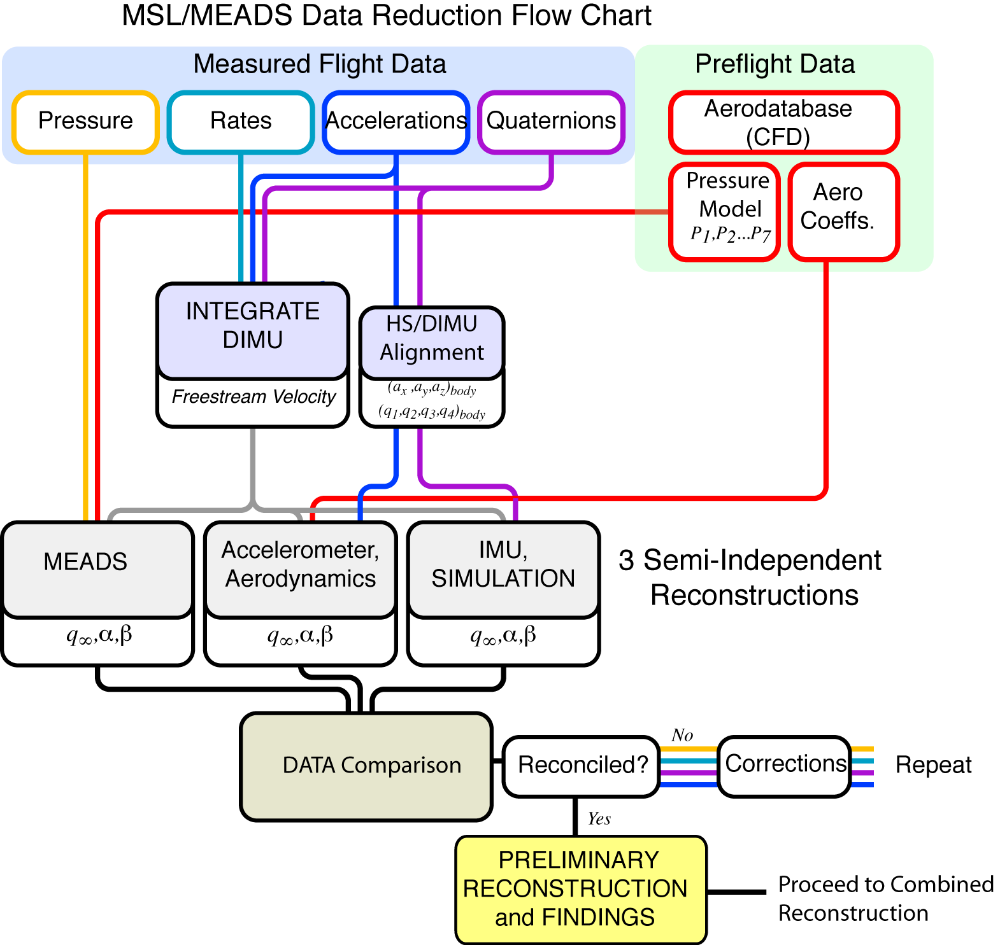 MSL/MEADS Data Reduction Flow Chart
Measured Flight Data
Preflight Data
Pressure
Rates
Accelerations
Quaternions
Aerodatabase
(CFD)
Pressure
Model
P1,P2...P7
Aero
Coeffs.
INTEGRATE
DIMU
Freestream Velocity
HS/DIMU
Alignment
(ax ,ay,az)body
(q1,q2,q3,q4)body
MEADS
q∞,α,β
Accelerometer,
Aerodynamics
q∞,α,β
IMU,
SIMULATION
q∞,α,β
3 Semi-Independent
Reconstructions
DATA Comparison
Reconciled?
No
Corrections
Repeat
Yes
PRELIMINARY
RECONSTRUCTION
and FINDINGS
Proceed to Combined
Reconstruction